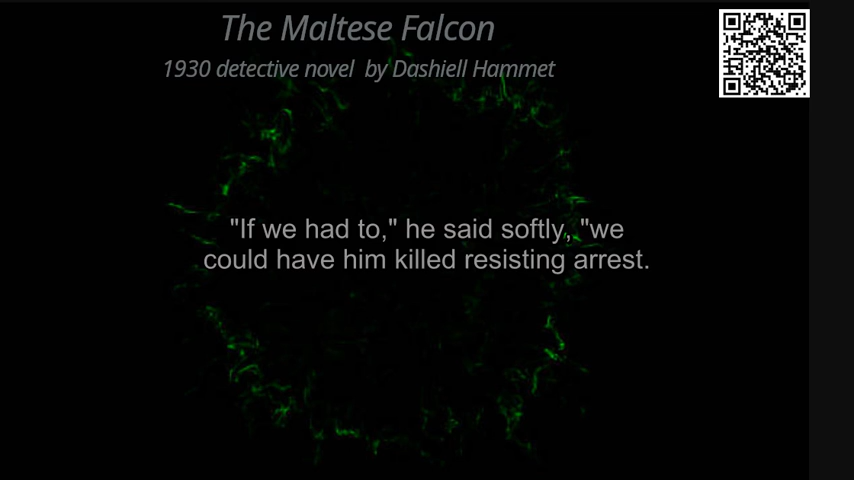 The Maltese Falcon
1930 detective novel by Dashiell Hammet
"If we had to," he said softly, "we
could have him killed resisting arrest.